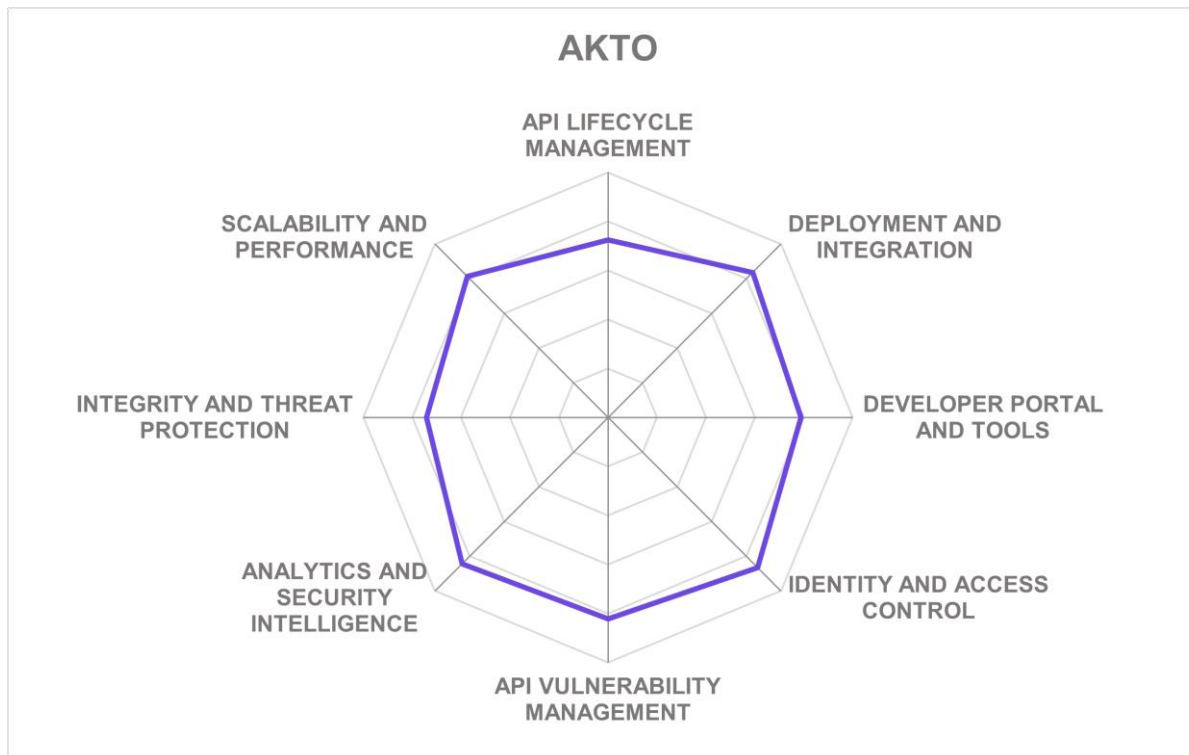 AKTO
API LIFECYCLE
MANAGEMENT
DEPLOYMENT AND
INTEGRATION
DEVELOPER PORTAL
AND TOOLS
IDENTITY AND ACCESS
CONTROL
API VULNERABILITY
MANAGEMENT
ANALYTICS AND
SECURITY
INTELLIGENCE
INTEGRITY AND THREAT
PROTECTION
SCALABILITY AND
PERFORMANCE